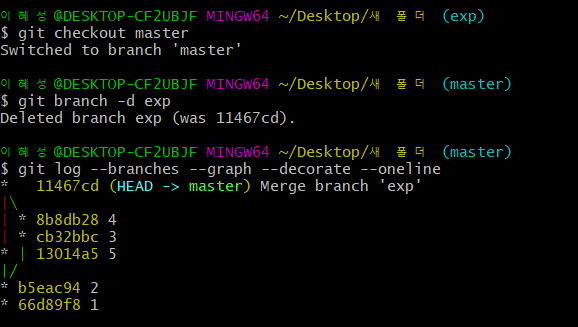 이 혜 성 @DESKTOP-CF2UBJF MINGW64 ~/Desktop/새 폴 더 (exp)
$ git checkout master
Switched to branch 'master'
이 혜 성 @DESKTOP-CF2UBJF MINGW64 ~/Desktop/새 폴 더 (master)
$ git branch -d exp
Deleted branch exp (was 11467cd).
이 혜 성 @DESKTOP-CF2UBJF MINGW64 ~/Desktop/새 폴 더 (master)
$ git log --branches --graph --decorate --oneline
*   11467cd (HEAD -> master) Merge branch 'exp'
|\
| * 8b8db28 4
| * cb32bbc 3
* | 13014a5 5
|/
* b5eac94 2
* 66d89f8 1